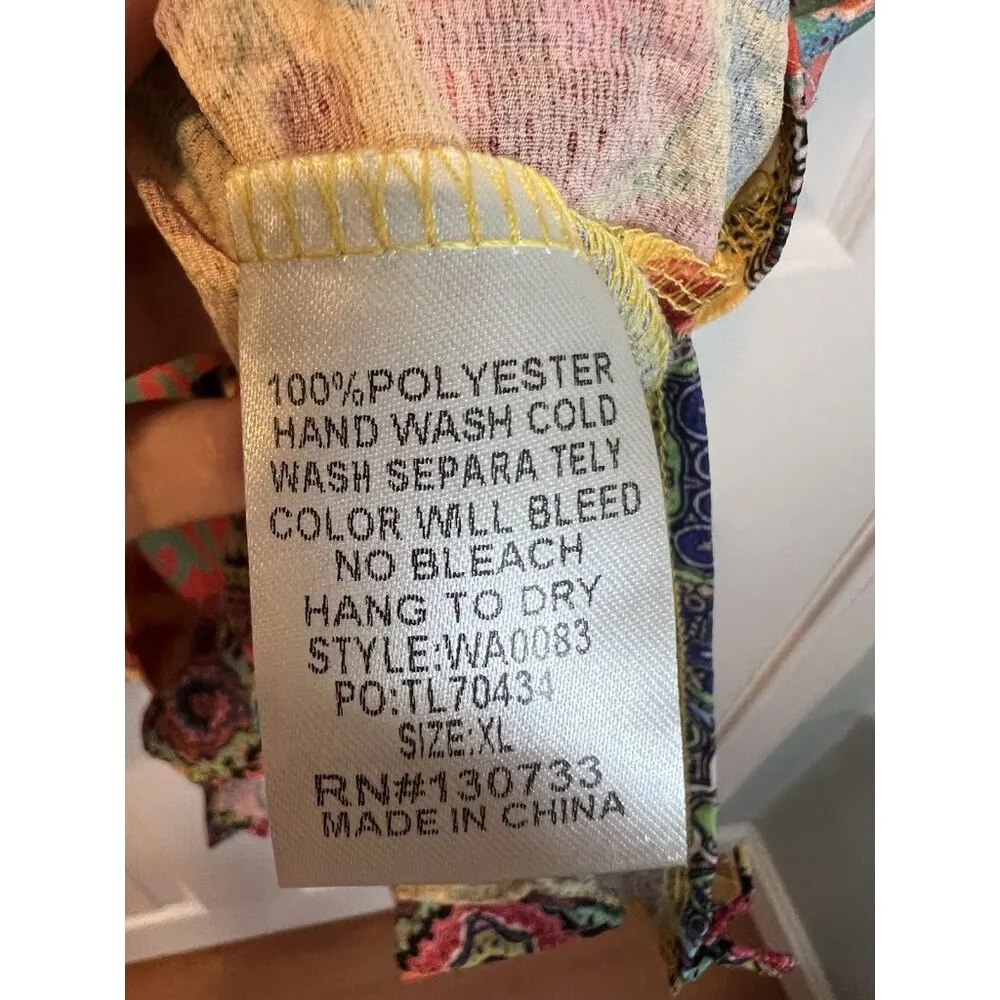 100%POLYESTER
HAND WASH COLD
WASH SEPARA TELY
COLOR WILL BLEED
NO BLEACH
HANG TO DRY
STYLE:WA0083
PO:TL70434
SIZE:XL
RN#130733
MADE IN CHINA